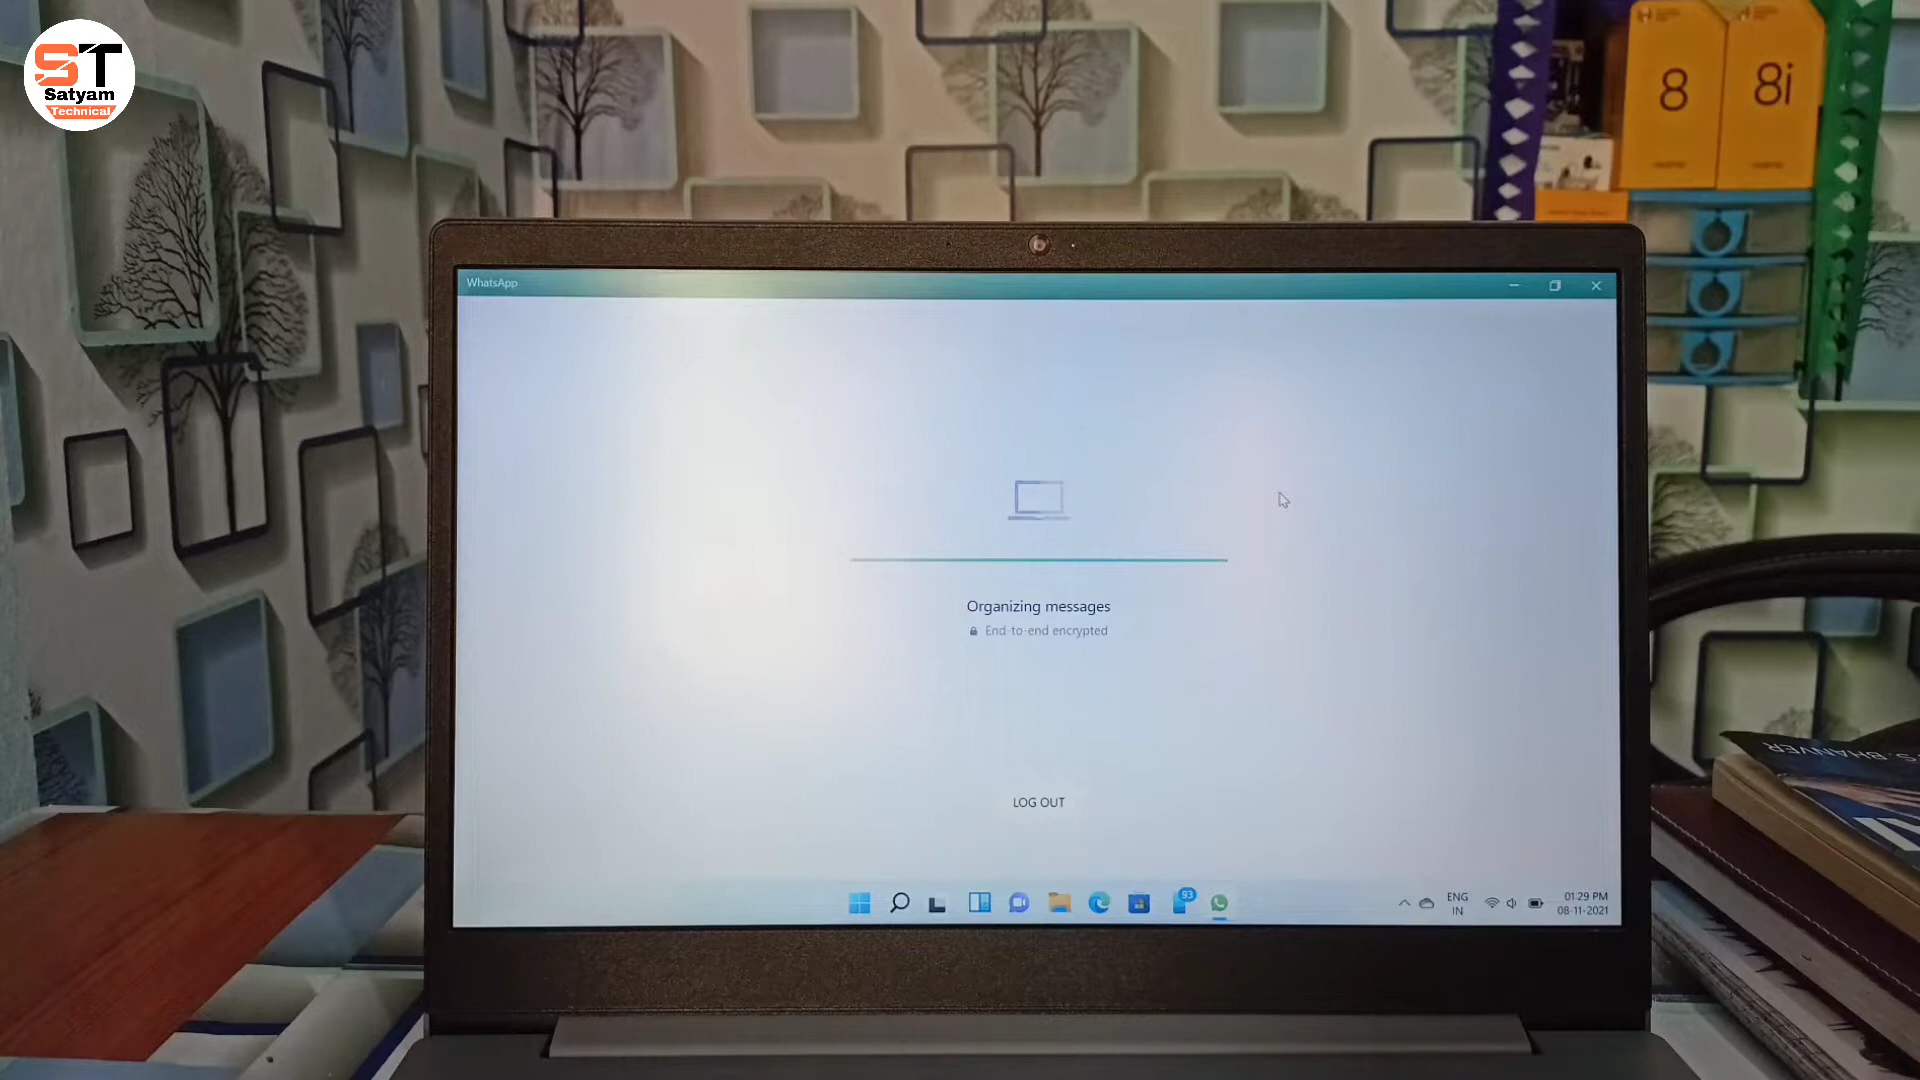 ST
Satyam
Technical
8
8i
WhatsApp
Organizing messages
End-to-end encrypted
LOG OUT
93
ENG
IN
01:29 PM
08-11-2021
S. BHANVER